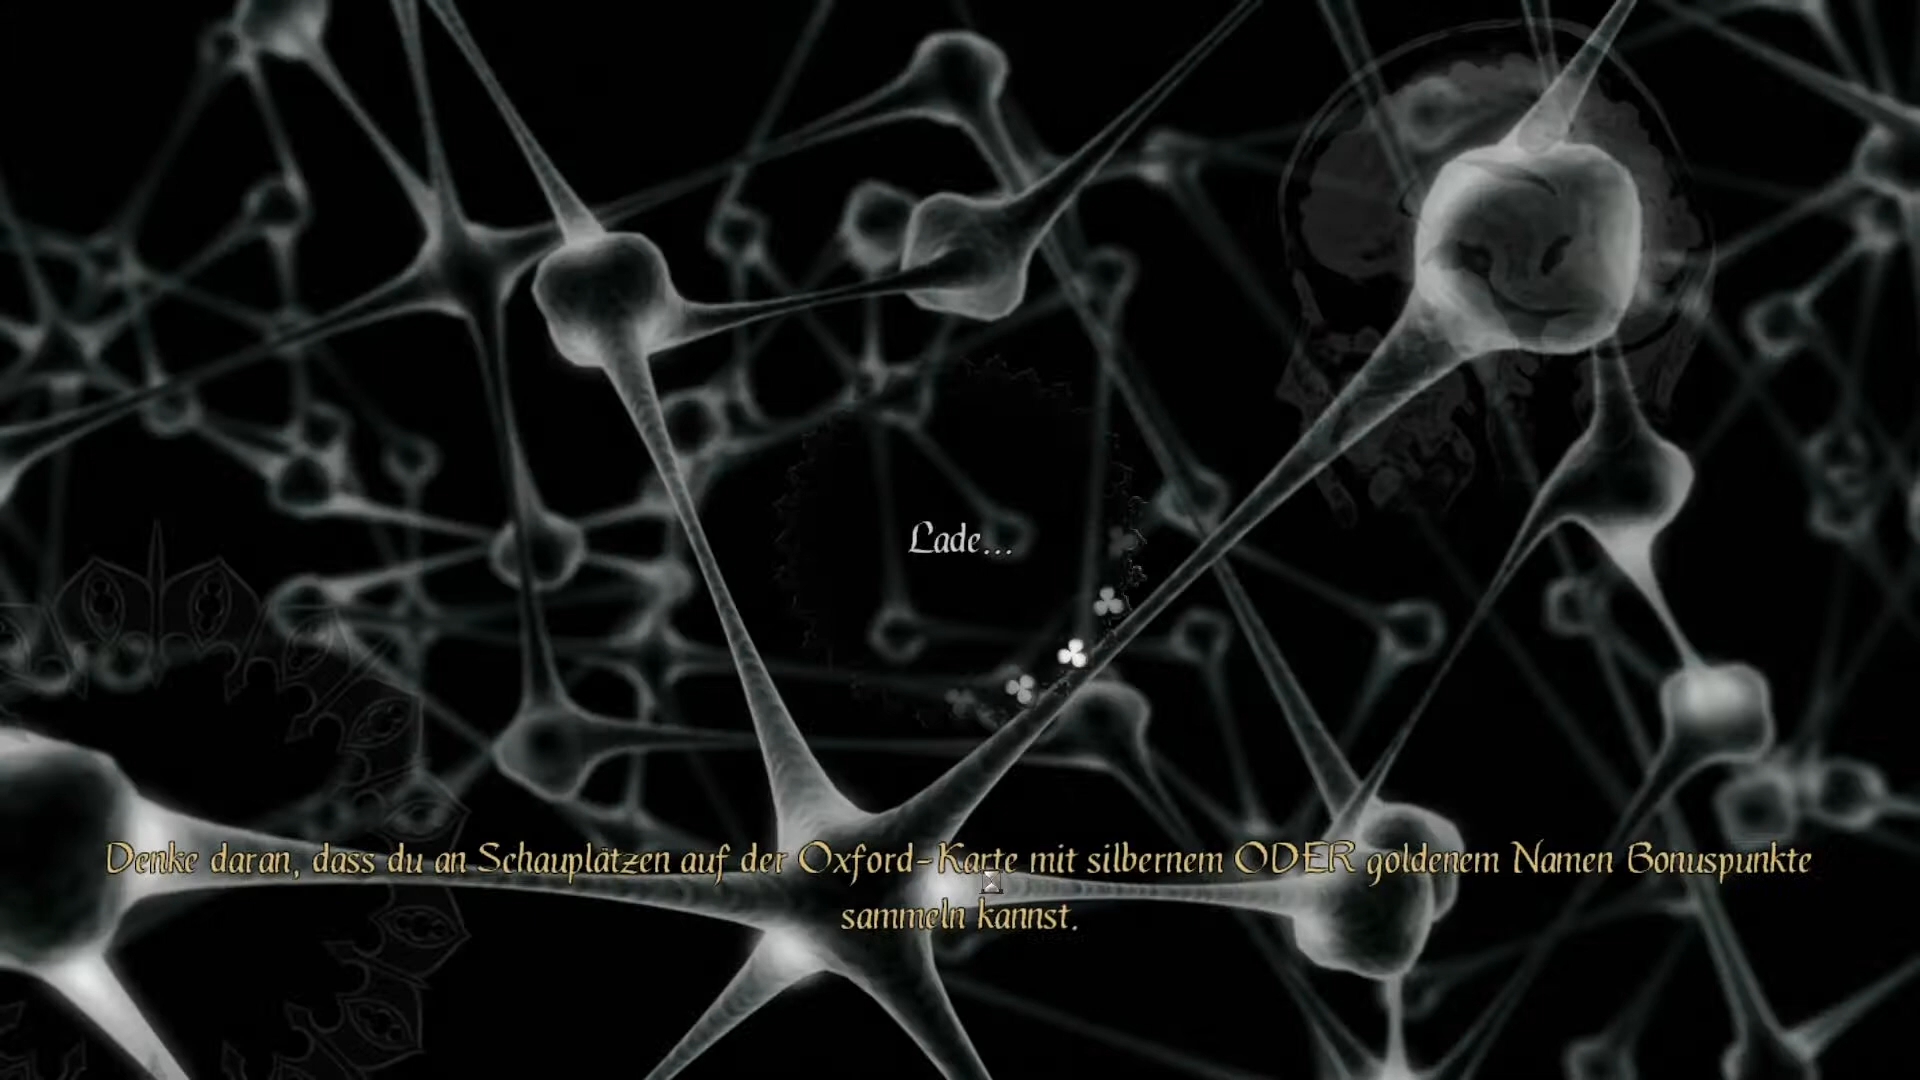 Lade...
Denke daran, dass du an Schauplätzen auf der Oxford-Karte mit silbernem ODER goldenem Namen Bonuspunkte
sammeln kannst.